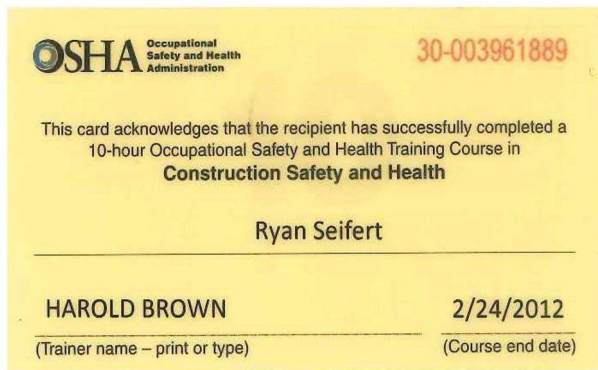 OSHA Occupational
Safety and Health
Administration
30-003961889
This card acknowledges that the recipient has successfully completed a
10-hour Occupational Safety and Health Training Course in
Construction Safety and Health
Ryan Seifert
HAROLD BROWN 2/24/2012
(Trainer name – print or type) (Course end date)